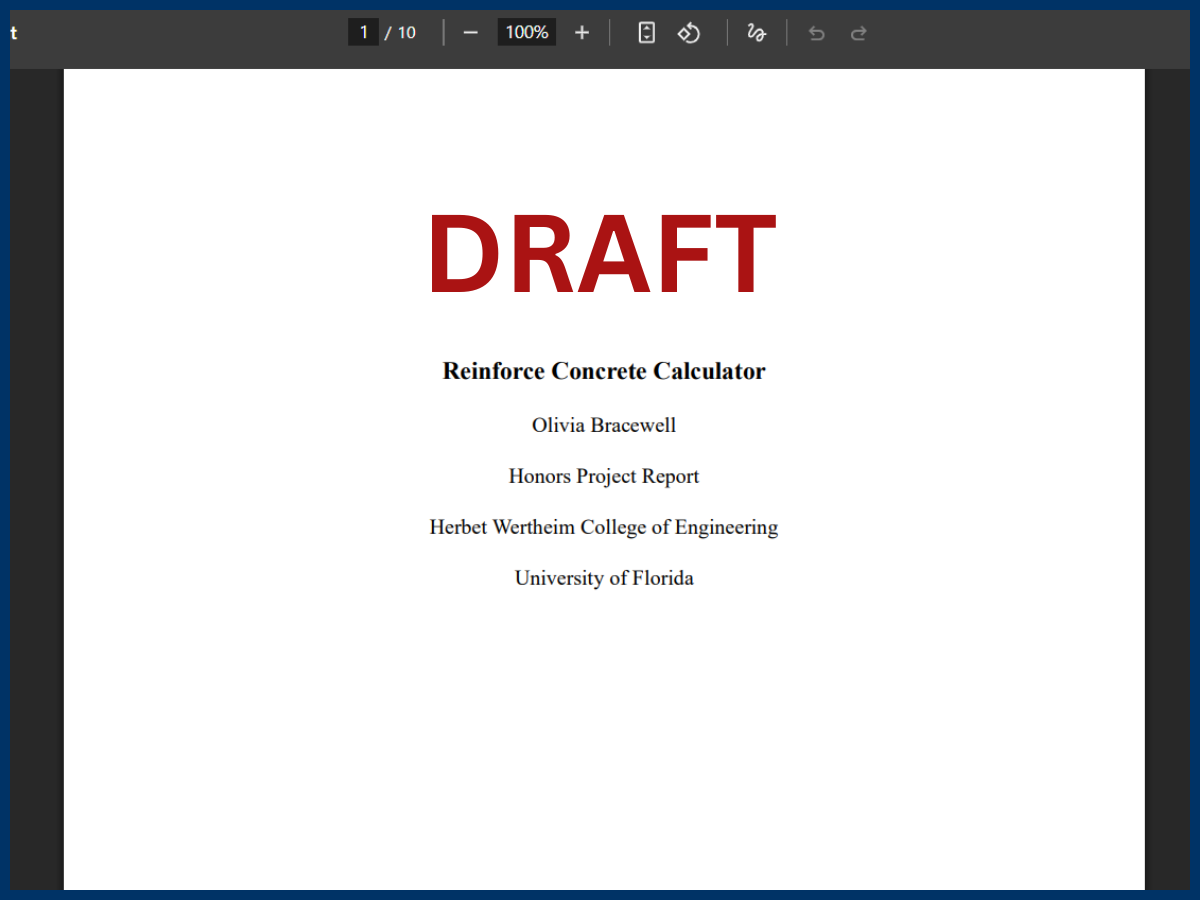 t
1 / 10
100%
DRAFT
Reinforce Concrete Calculator
Olivia Bracewell
Honors Project Report
Herbet Wertheim College of Engineering
University of Florida